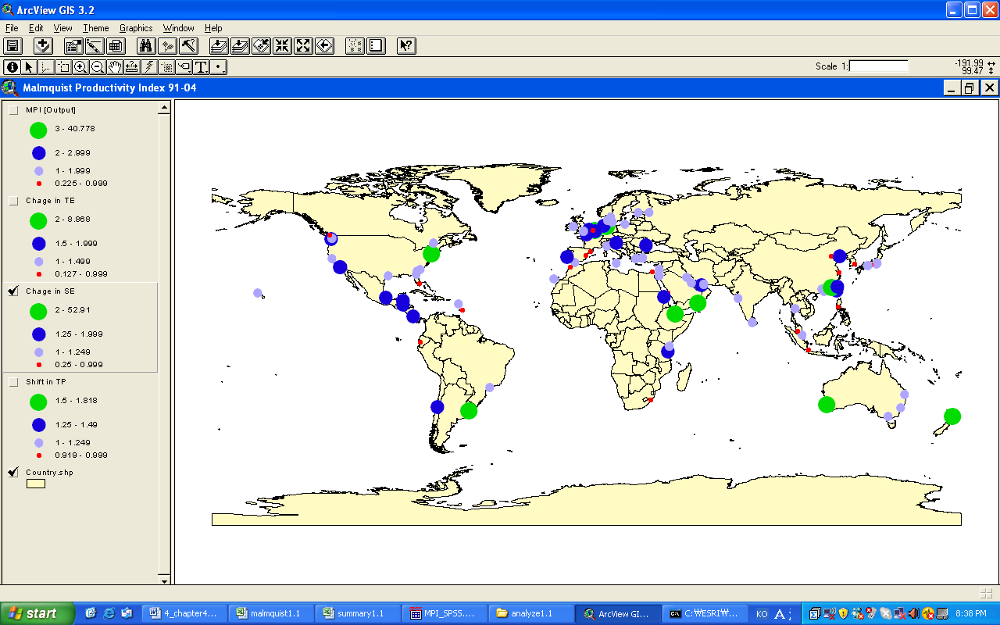 ArcView GIS 3.2
File Edit View Theme Graphics Window Help
Scale 1:
-191.99
99.47
Malmquist Productivity Index 91-04
MPI [Output]
3 - 40.778
2 - 2.999
1 - 1.999
0.225 - 0.999
Chage in TE
2 - 8.868
1.5 - 1.999
1 - 1.499
0.127 - 0.999
Chage in SE
2 - 52.91
1.25 - 1.999
1 - 1.249
0.25 - 0.999
Shift in TP
1.5 - 1.818
1.25 - 1.49
1 - 1.249
0.919 - 0.999
Country.shp
start 4_chapter4... malmquist1.1 summary1.1 MPI_SPSS.... analyze1.1 ArcView GI... C:₩ESRI₩... KO A 8:38 PM